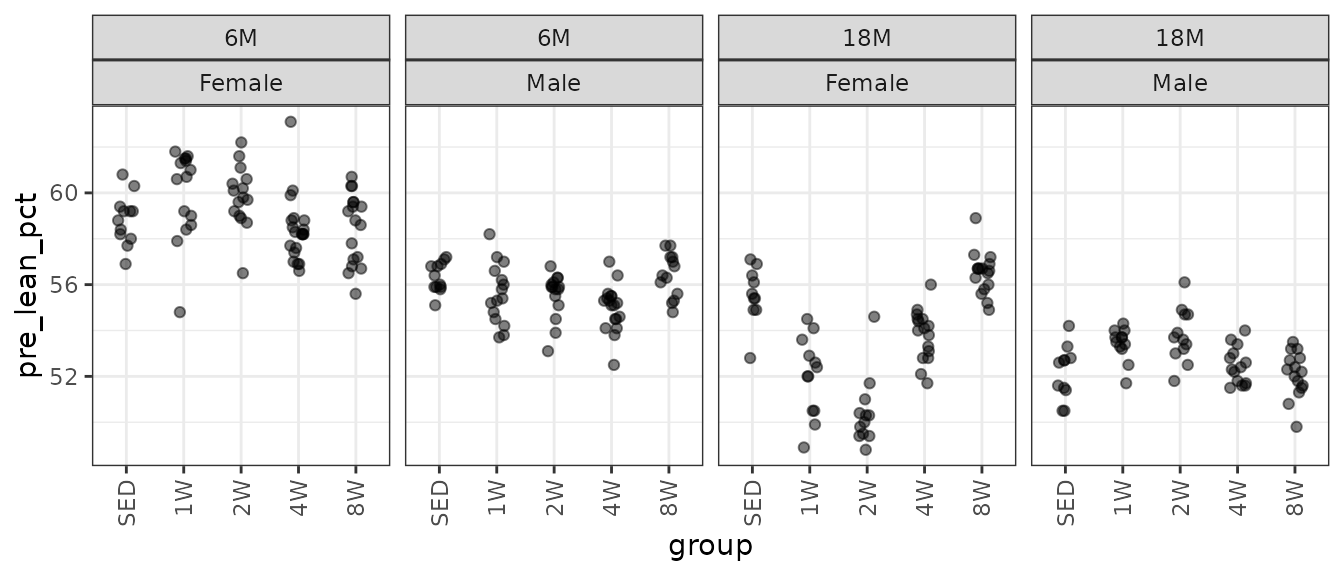 6M 6M 18M 18M
Female Male Female Male
pre_lean_pct
60
56
52
SED 1W 2W 4W 8W SED 1W 2W 4W 8W SED 1W 2W 4W 8W SED 1W 2W 4W 8W
group